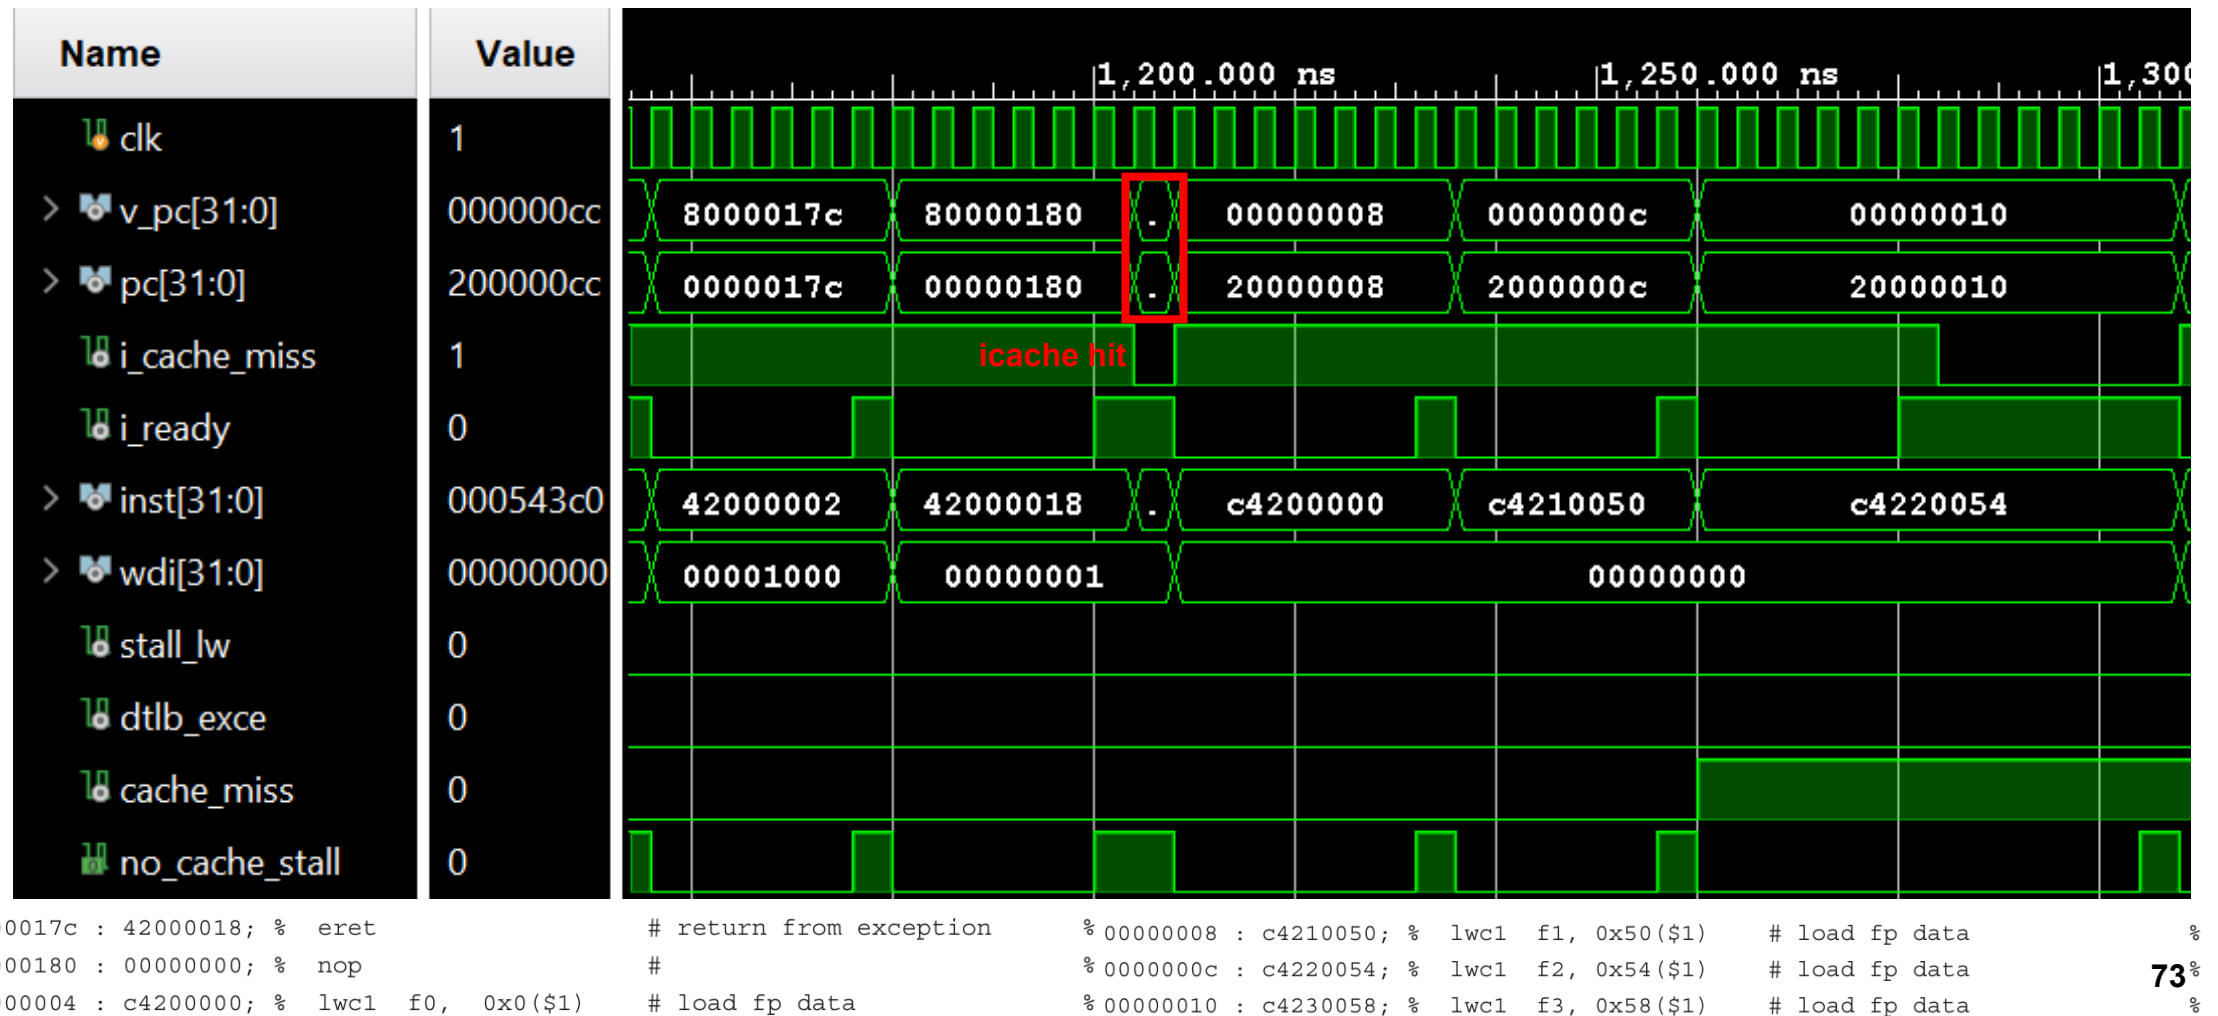 Name Value
1,200.000 ns 1,250.000 ns 1,300
clk 1
v_pc[31:0] 000000cc 8000017c 80000180 . 00000008 0000000c 00000010
pc[31:0] 200000cc 0000017c 00000180 . 20000008 2000000c 20000010
i_cache_miss 1 icache hit
i_ready 0
inst[31:0] 000543c0 42000002 42000018 . c4200000 c4210050 c4220054
wdi[31:0] 00000000 00001000 00000001 00000000
stall_lw 0
dtlb_exce 0
cache_miss 0
no_cache_stall 0
00017c : 42000018; % eret # return from exception %
000180 : 00000000; % nop # %
000004 : c4200000; % lwc1 f0, 0x0($1) # load fp data %
00000008 : c4210050; % lwc1 f1, 0x50($1) # load fp data %
0000000c : c4220054; % lwc1 f2, 0x54($1) # load fp data %
00000010 : c4230058; % lwc1 f3, 0x58($1) # load fp data %
73